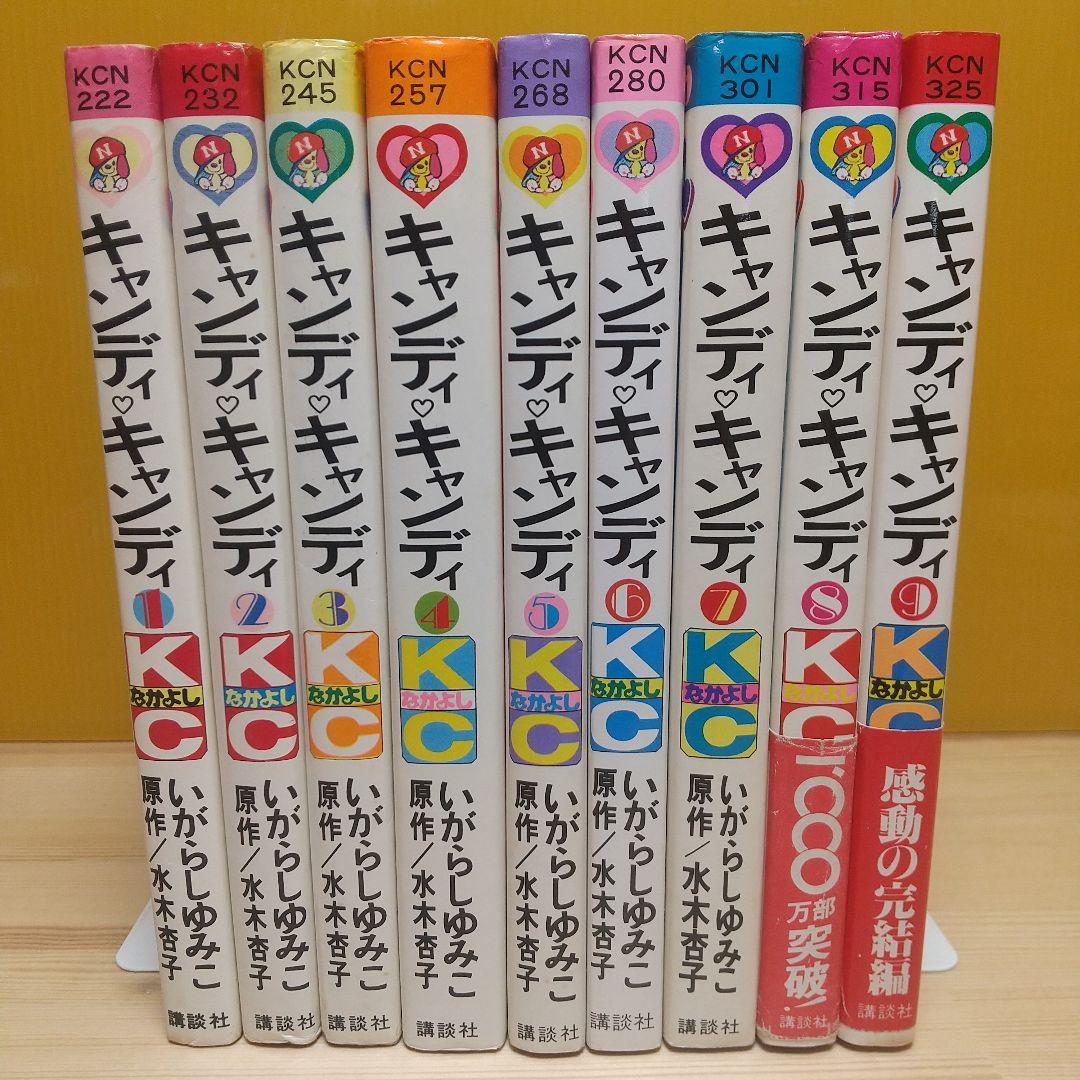 KCN
222
キャンディ♡キャンディ
1
K
なかよし
C
いがらしゆみこ
原作/水木杏子
講談社
KCN
232
N
キャンディ♡キャンディ
2
K
なかよし
C
いがらしゆみこ
原作/水木杏子
講談社
KCN
245
N
キャンディ♡キャンディ
3
K
なかよし
C
いがらしゆみこ
原作/水木杏子
講談社
KCN
257
N
キャンディ♡キャンディ
4
K
なかよし
C
いがらしゆみこ
原作/水木杏子
講談社
KCN
268
N
キャンディ♡キャンディ
5
K
なかよし
C
いがらしゆみこ
原作/水木杏子
講談社
KCN
280
N
キャンディ♡キャンディ
6
K
なかよし
C
いがらしゆみこ
原作/水木杏子
講談社
KCN
301
N
キャンディ♡キャンディ
7
K
なかよし
C
いがらしゆみこ
原作/水木杏子
講談社
KCN
315
N
キャンディ♡キャンディ
8
K
なかよし
C
1,000万部突破!
講談社
KCN
325
N
キャンディ♡キャンディ
9
K
なかよし
C
感動の完結編
講談社